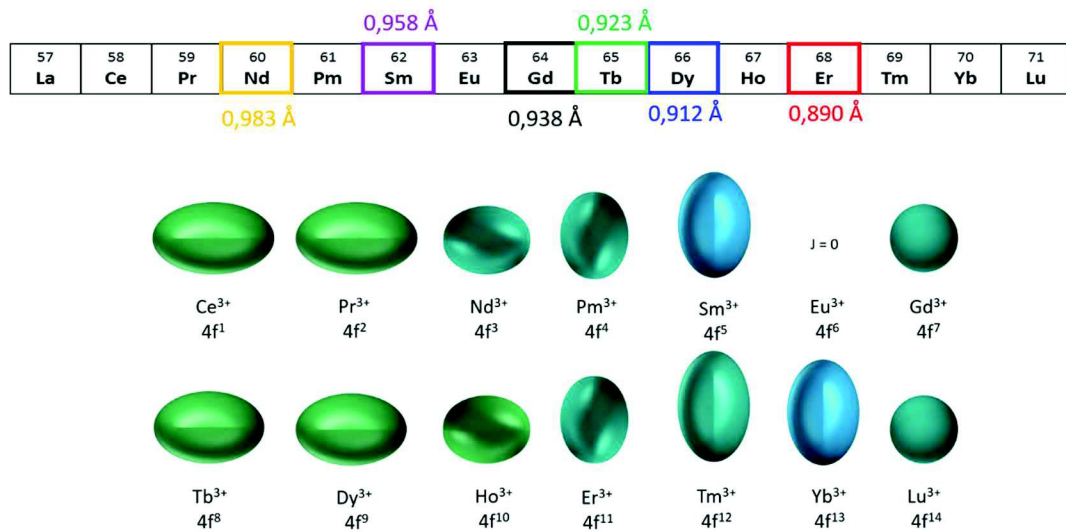 0,958 Å 0,923 Å
57 58 59 60 61 62 63 64 65 66 67 68 69 70 71
La Ce Pr Nd Pm Sm Eu Gd Tb Dy Ho Er Tm Yb Lu
0,983 Å 0,938 Å 0,912 Å 0,890 Å
J = 0
Ce³⁺ Pr³⁺ Nd³⁺ Pm³⁺ Sm³⁺ Eu³⁺ Gd³⁺
4f¹ 4f² 4f³ 4f⁴ 4f⁵ 4f⁶ 4f⁷
Tb³⁺ Dy³⁺ Ho³⁺ Er³⁺ Tm³⁺ Yb³⁺ Lu³⁺
4f⁸ 4f⁹ 4f¹⁰ 4f¹¹ 4f¹² 4f¹³ 4f¹⁴